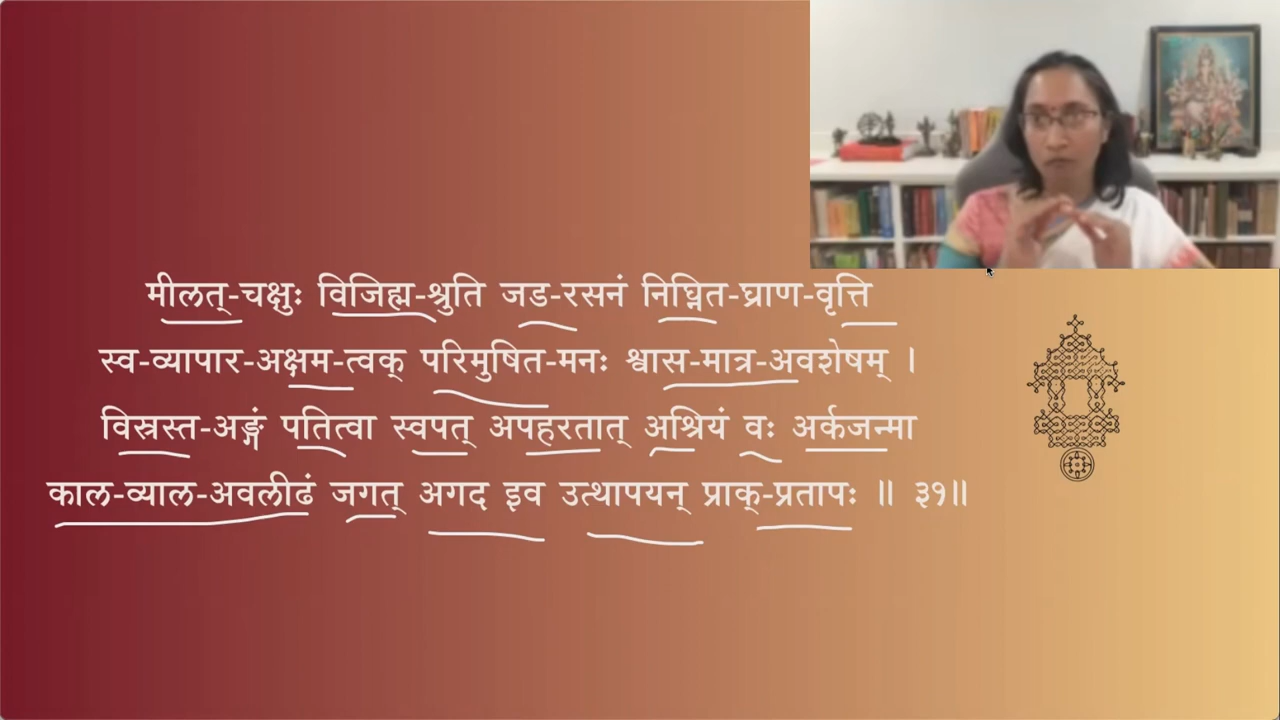 मीलत्-चक्षुः विजिह्म-श्रुति जड-रसनं निघ्नित-घ्राण-वृत्ति
स्व-व्यापार-अक्षम-त्वक् परिमुषित-मनः श्वास-मात्र-अवशेषम् ।
विस्रस्त-अङ्गं पतित्वा स्वपत् अपहरतात् अश्रियं वः अर्कजन्मा
काल-व्याल-अवलीढं जगत् अगद इव उत्थापयन् प्राक्-प्रतापः ॥ ३१॥